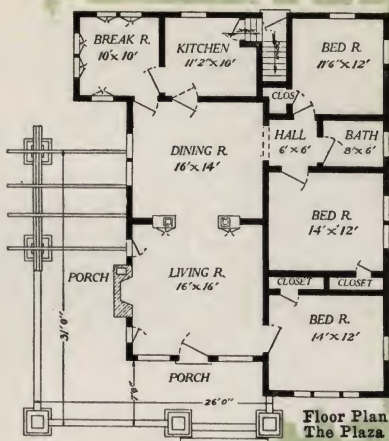 BREAK R.
10'x 10'
KITCHEN
11'2"x 10'
BED R.
11'6"x 12'
CLOS
DINING R.
16'x 14'
HALL
6'x 6'
BATH
8'x 6'
BED R.
14'x 12'
PORCH
LIVING R.
16'x 16'
CLOSET
CLOSET
BED R.
14'x 12'
31'0"
7'0"
PORCH
26'0"
Floor Plan
The Plaza